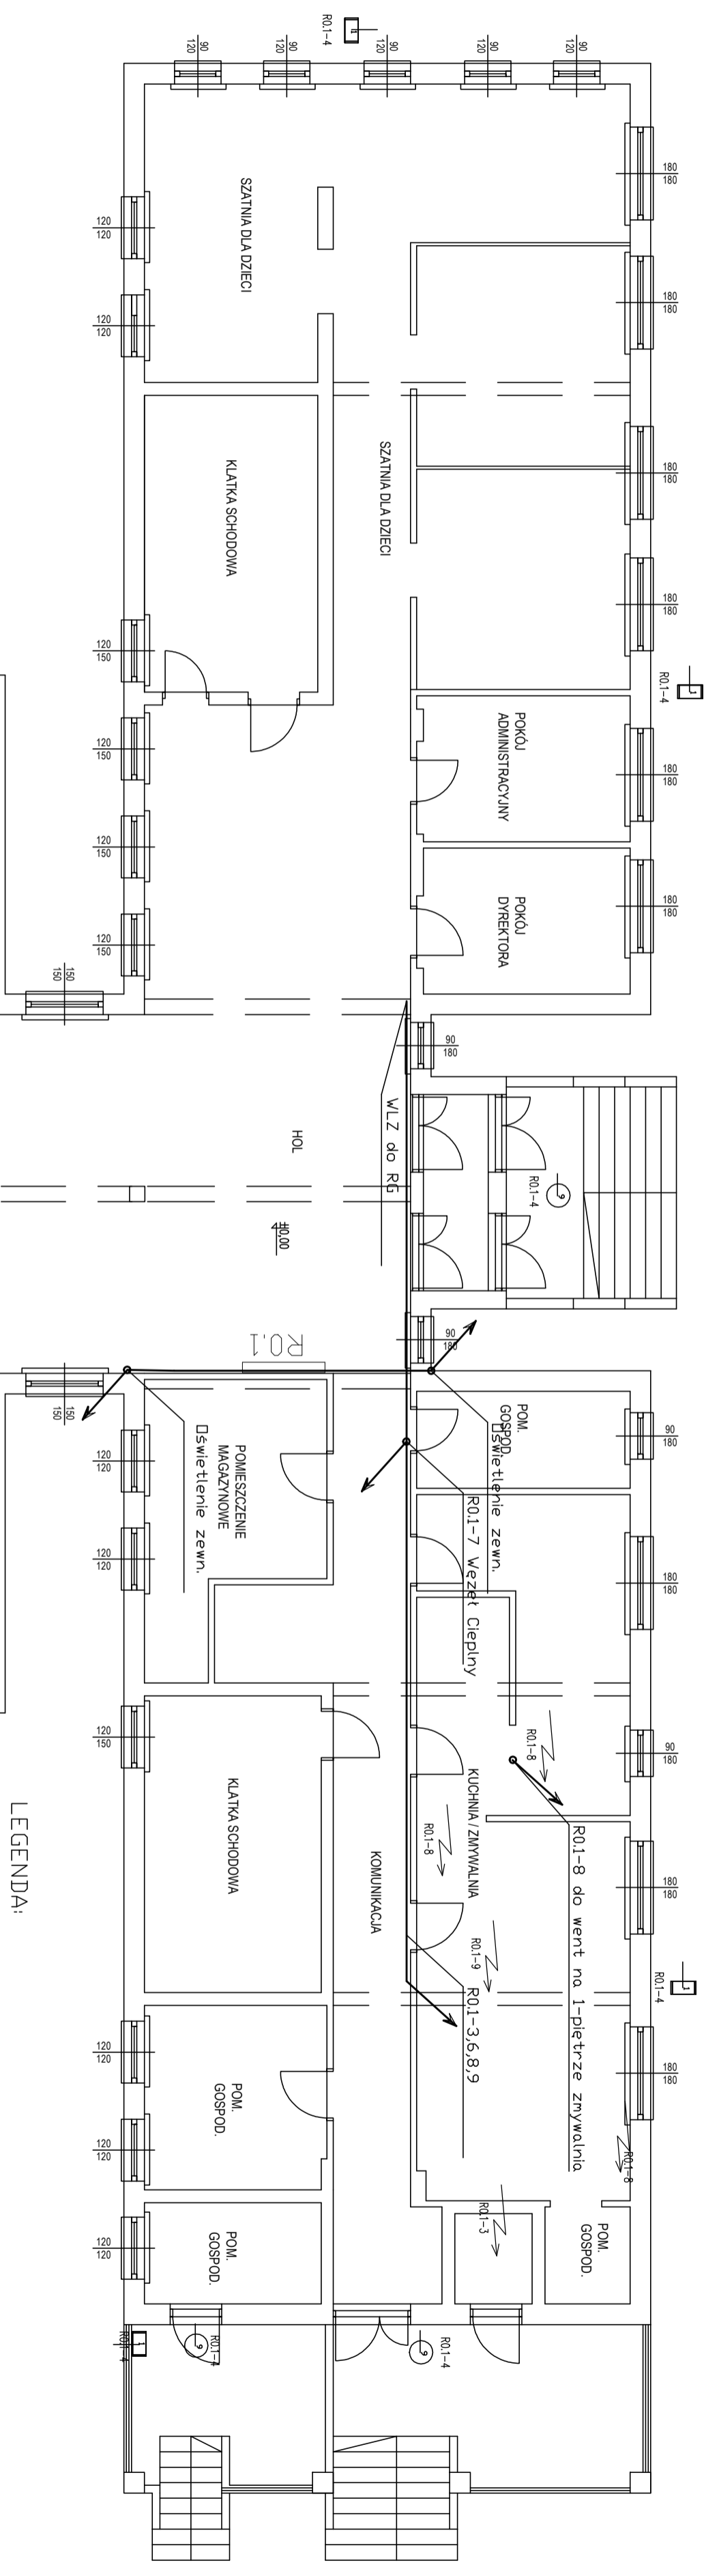 90
120
90
120
R0.1-4
1
90
120
90
120
90
120
180
180
180
180
180
180
180
180
180
180
180
180
R0.1-4
1
SZATNIA DLA DZIECI
SZATNIA DLA DZIECI
KLATKA SCHODOWA
POKÓJ
ADMINISTRACYJNY
POKÓJ
DYREKTORA
120
120
120
120
120
150
120
150
120
150
120
150
150
150
90
180
WLZ do RG
HOL
±0,00
R0.1-4
9
R0.1
90
180
150
150
Oświetlenie zewn.
POMIESZCZENIE
MAGAZYNOWE
POM.
GOSPOD.
Oświetlenie zewn.
R0.1-7 Węzeł Cieplny
90
180
180
180
90
180
180
180
180
180
120
120
120
120
120
150
R0.1-8
R0.1-8 do went na 1-piętrze zmywalnia
KUCHNIA / ZMYWALNIA
R0.1-8
KLATKA SCHODOWA
KOMUNIKACJA
R0.1-9
R0.1-3,6,8,9
R0.1-4
1
R0.1-8
R0.1-3
POM.
GOSPOD.
POM.
GOSPOD.
POM.
GOSPOD.
120
120
120
120
120
120
R0.1-4
1
R0.1-4
9
R0.1-4
9
LEGENDA: